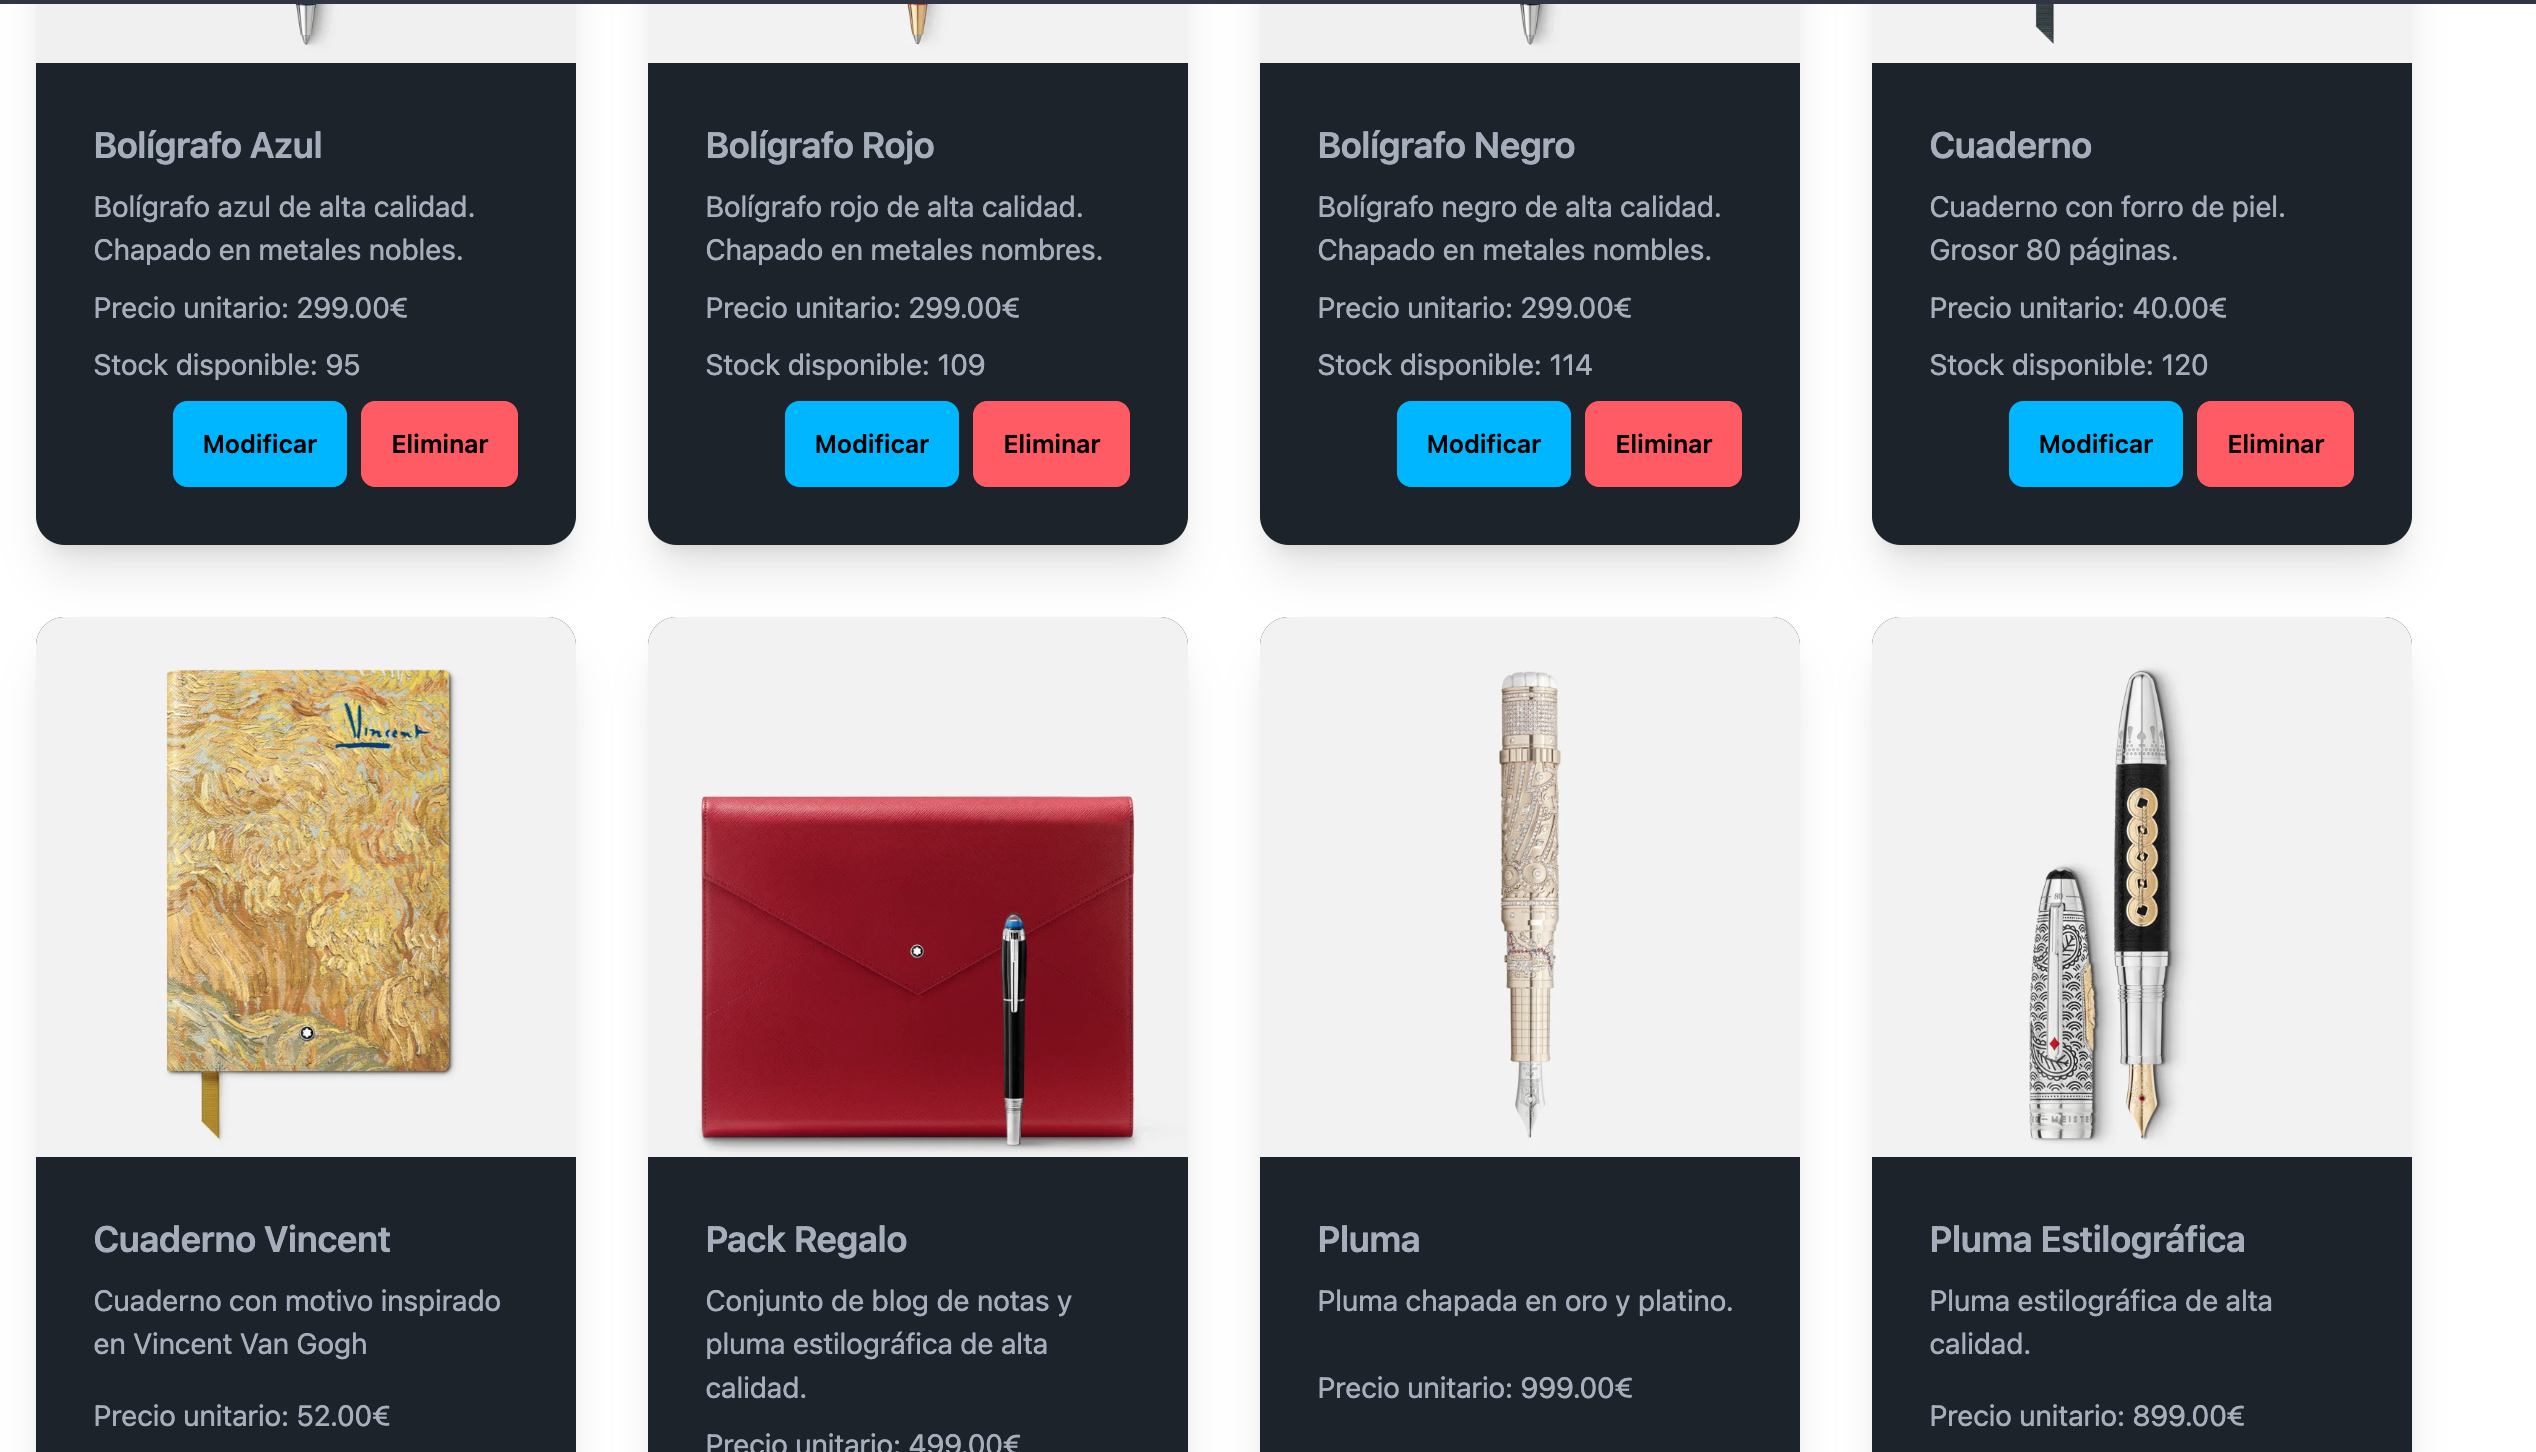 Bolígrafo Azul
Bolígrafo azul de alta calidad.
Chapado en metales nobles.
Precio unitario: 299.00€
Stock disponible: 95
Modificar
Eliminar
Bolígrafo Rojo
Bolígrafo rojo de alta calidad.
Chapado en metales nombres.
Precio unitario: 299.00€
Stock disponible: 109
Modificar
Eliminar
Bolígrafo Negro
Bolígrafo negro de alta calidad.
Chapado en metales nombles.
Precio unitario: 299.00€
Stock disponible: 114
Modificar
Eliminar
Cuaderno
Cuaderno con forro de piel.
Grosor 80 páginas.
Precio unitario: 40.00€
Stock disponible: 120
Modificar
Eliminar
Vincent
Cuaderno Vincent
Cuaderno con motivo inspirado
en Vincent Van Gogh
Precio unitario: 52.00€
Pack Regalo
Conjunto de blog de notas y
pluma estilográfica de alta
calidad.
Precio unitario: 499.00€
Pluma
Pluma chapada en oro y platino.
Precio unitario: 999.00€
Pluma Estilográfica
Pluma estilográfica de alta
calidad.
Precio unitario: 899.00€